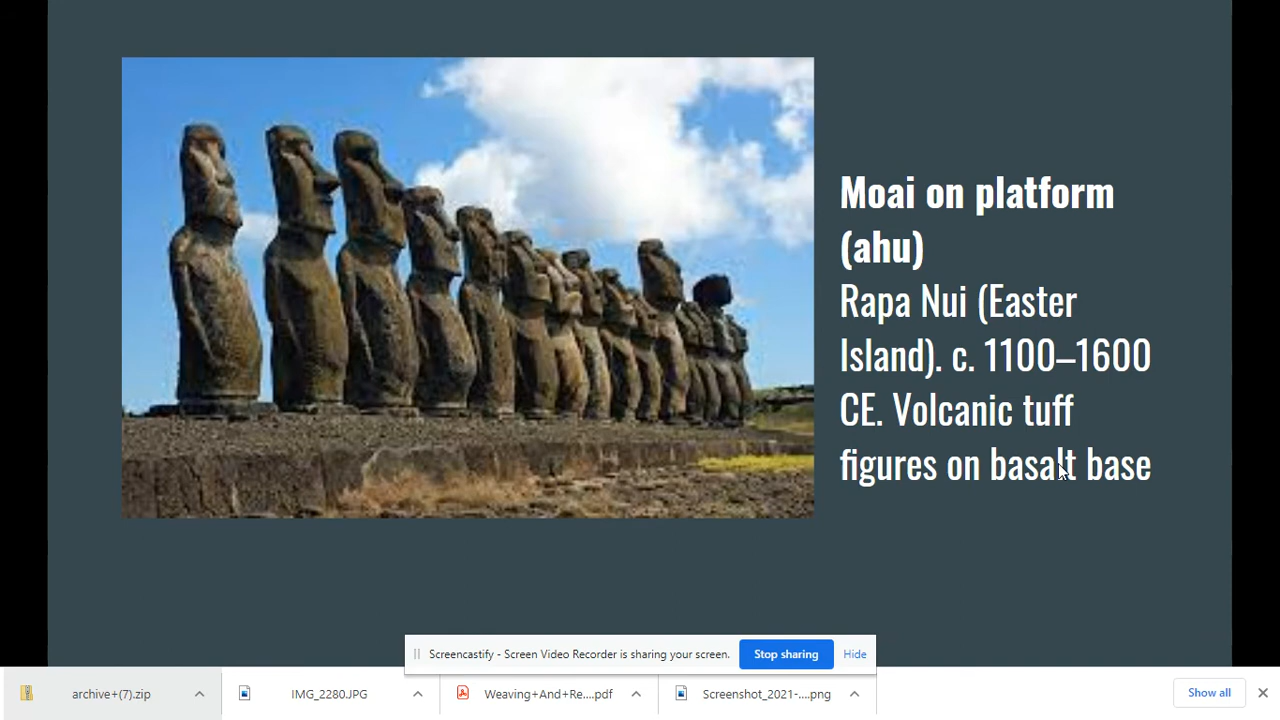 Moai on platform
(ahu)
Rapa Nui (Easter
Island). c. 1100–1600
CE. Volcanic tuff
figures on basalt base
Screencastify - Screen Video Recorder is sharing your screen.
Stop sharing
Hide
archive+(7).zip
IMG_2280.JPG
Weaving+And+Re....pdf
Screenshot_2021-....png
Show all